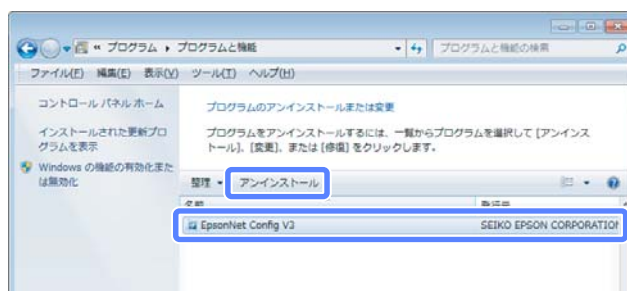 « プログラム ▸ プログラムと機能
プログラムと機能の検索
ファイル(F) 編集(E) 表示(V) ツール(T) ヘルプ(H)
コントロール パネル ホーム
インストールされた更新プロ
グラムを表示
Windows の機能の有効化また
は無効化
プログラムのアンインストールまたは変更
プログラムをアンインストールするには、一覧からプログラムを選択して [アンインス
トール]、[変更]、または [修復] をクリックします。
整理 アンインストール
名前 発行元
EpsonNet Config V3 SEIKO EPSON CORPORATION